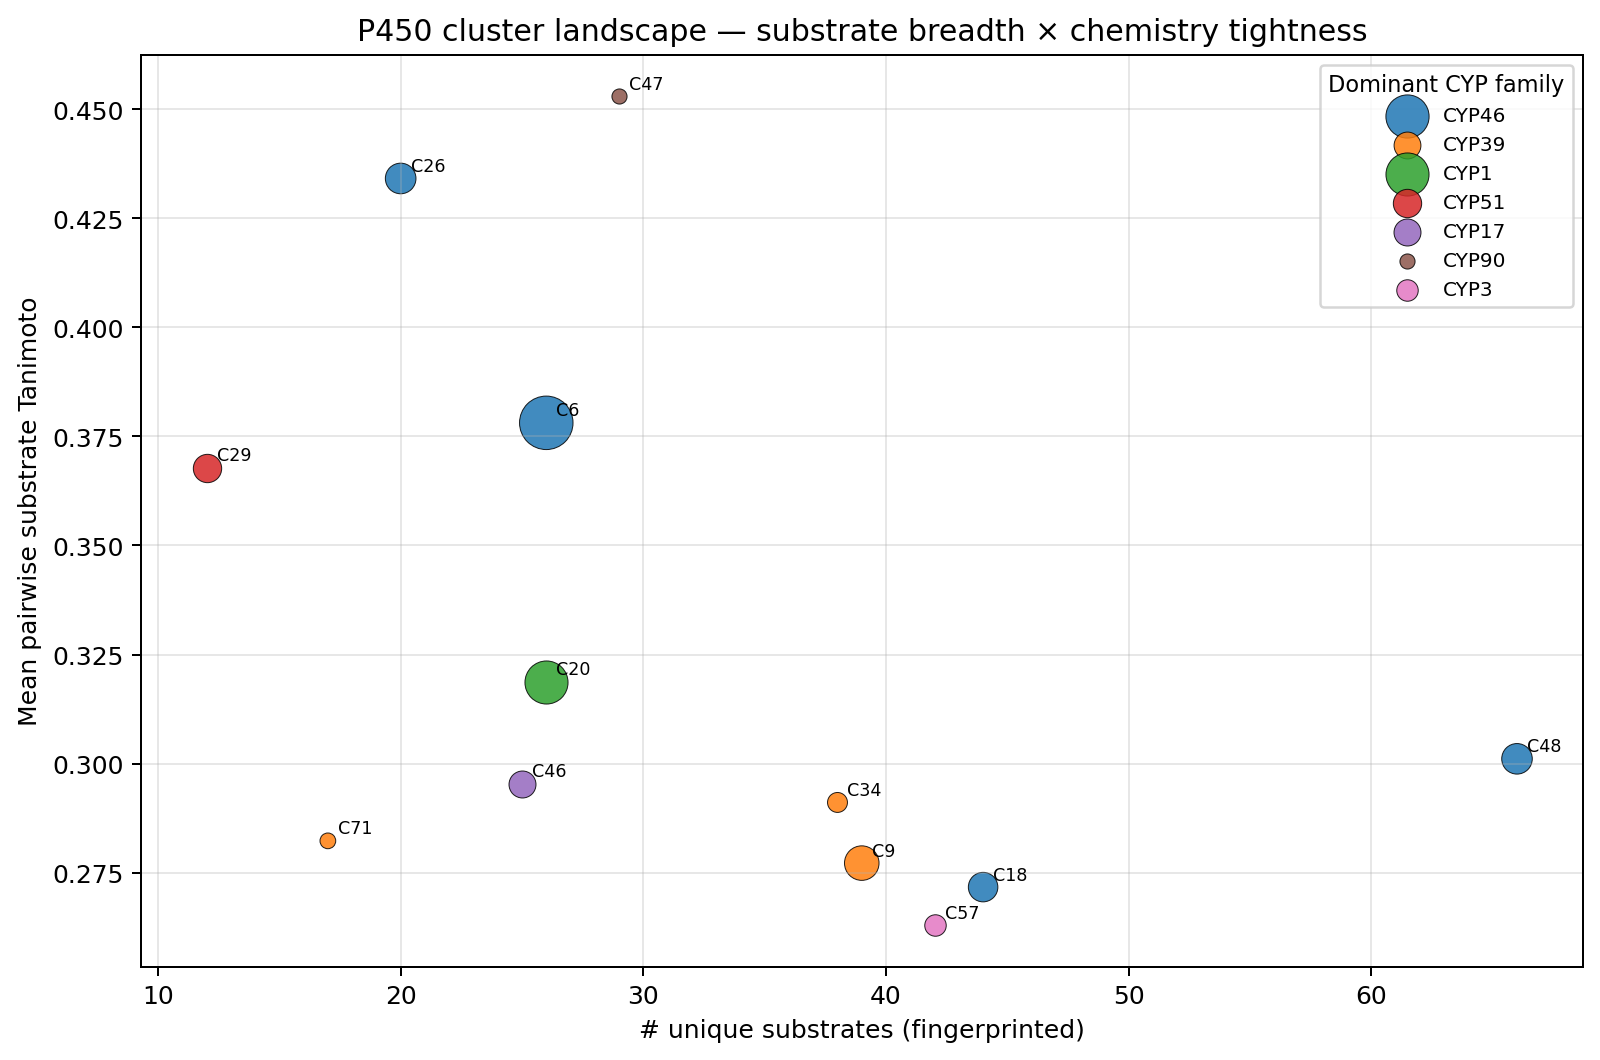 P450 cluster landscape — substrate breadth × chemistry tightness
Mean pairwise substrate Tanimoto
0.450
0.425
0.400
0.375
0.350
0.325
0.300
0.275
Dominant CYP family
CYP46
CYP39
CYP1
CYP51
CYP17
CYP90
CYP3
C47
C26
C6
C29
C20
C48
C46
C34
C71
C9
C18
C57
10
20
30
40
50
60
# unique substrates (fingerprinted)